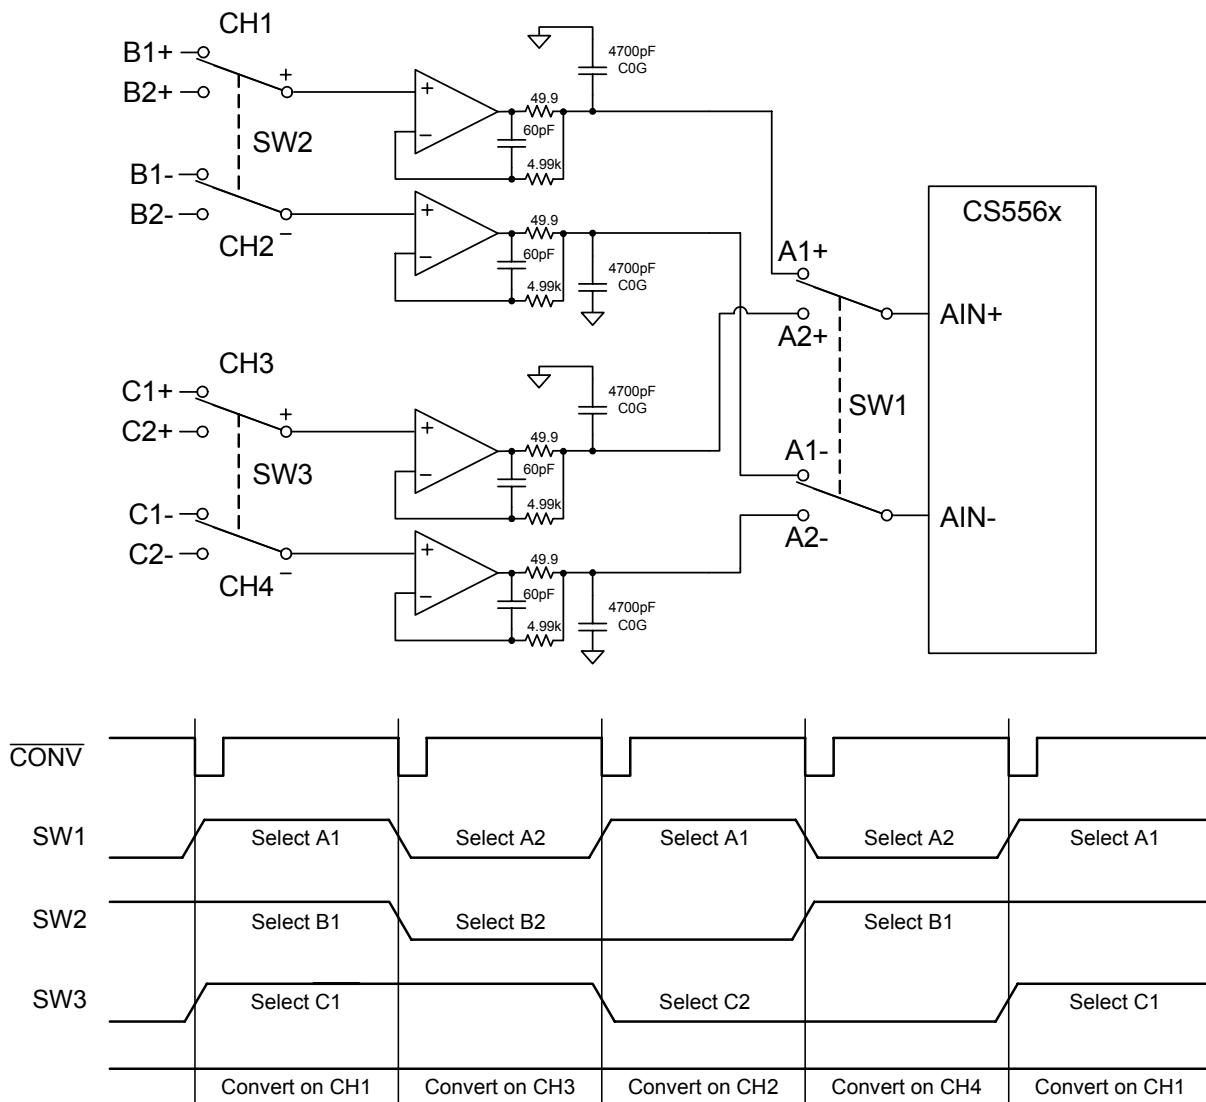 CH1
B1+
B2+
SW2
B1-
B2-
CH2
+
−
+
−
49.9
60pF
4.99k
4700pF
C0G
+
−
49.9
60pF
4.99k
4700pF
C0G
CH3
C1+
C2+
SW3
C1-
C2-
CH4
+
−
+
−
49.9
60pF
4.99k
4700pF
C0G
+
−
49.9
60pF
4.99k
4700pF
C0G
A1+
A2+
SW1
A1-
A2-
CS556x
AIN+
AIN-
CONV
SW1 Select A1 Select A2 Select A1 Select A2 Select A1
SW2 Select B1 Select B2 Select B1
SW3 Select C1 Select C2 Select C1
Convert on CH1 Convert on CH3 Convert on CH2 Convert on CH4 Convert on CH1